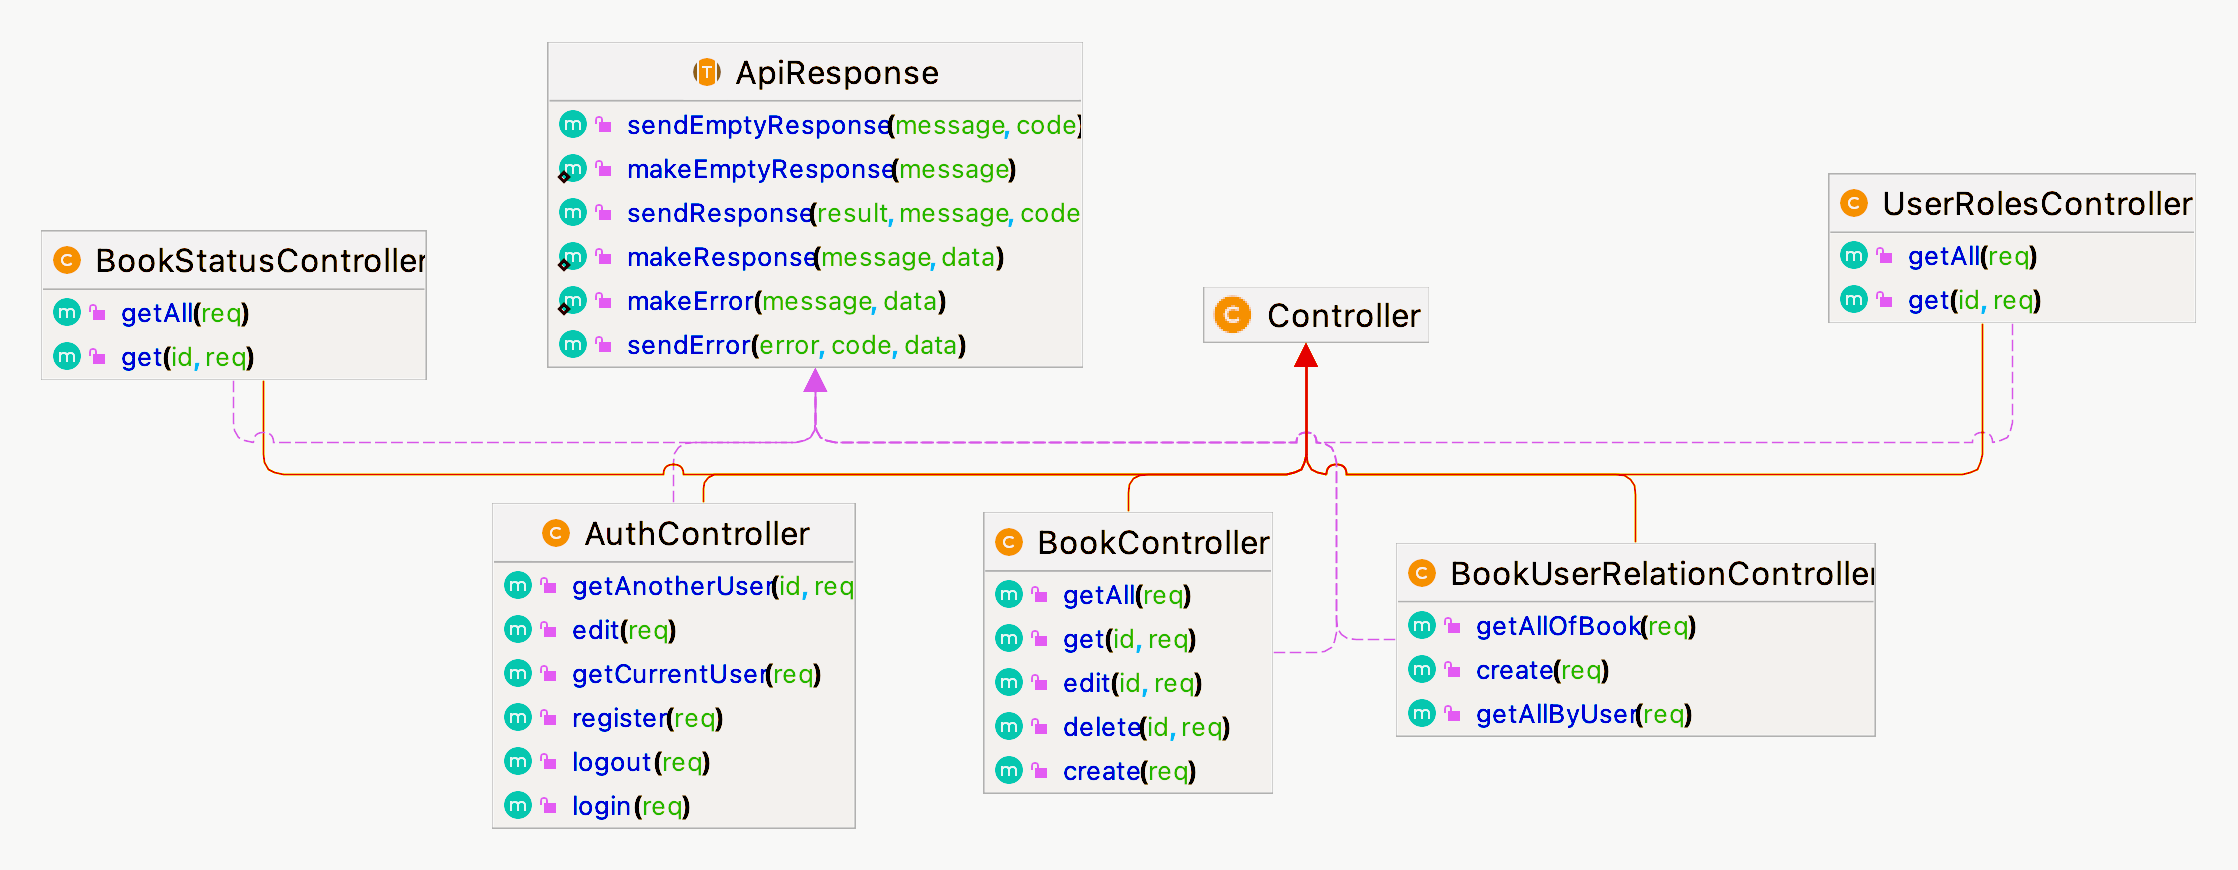 ApiResponse
sendEmptyResponse(message, code)
makeEmptyResponse(message)
sendResponse(result, message, code
makeResponse(message, data)
makeError(message, data)
sendError(error, code, data)
UserRolesController
getAll(req)
get(id, req)
BookStatusController
getAll(req)
get(id, req)
Controller
AuthController
getAnotherUser(id, req
edit(req)
getCurrentUser(req)
register(req)
logout(req)
login(req)
BookController
getAll(req)
get(id, req)
edit(id, req)
delete(id, req)
create(req)
BookUserRelationController
getAllOfBook(req)
create(req)
getAllByUser(req)